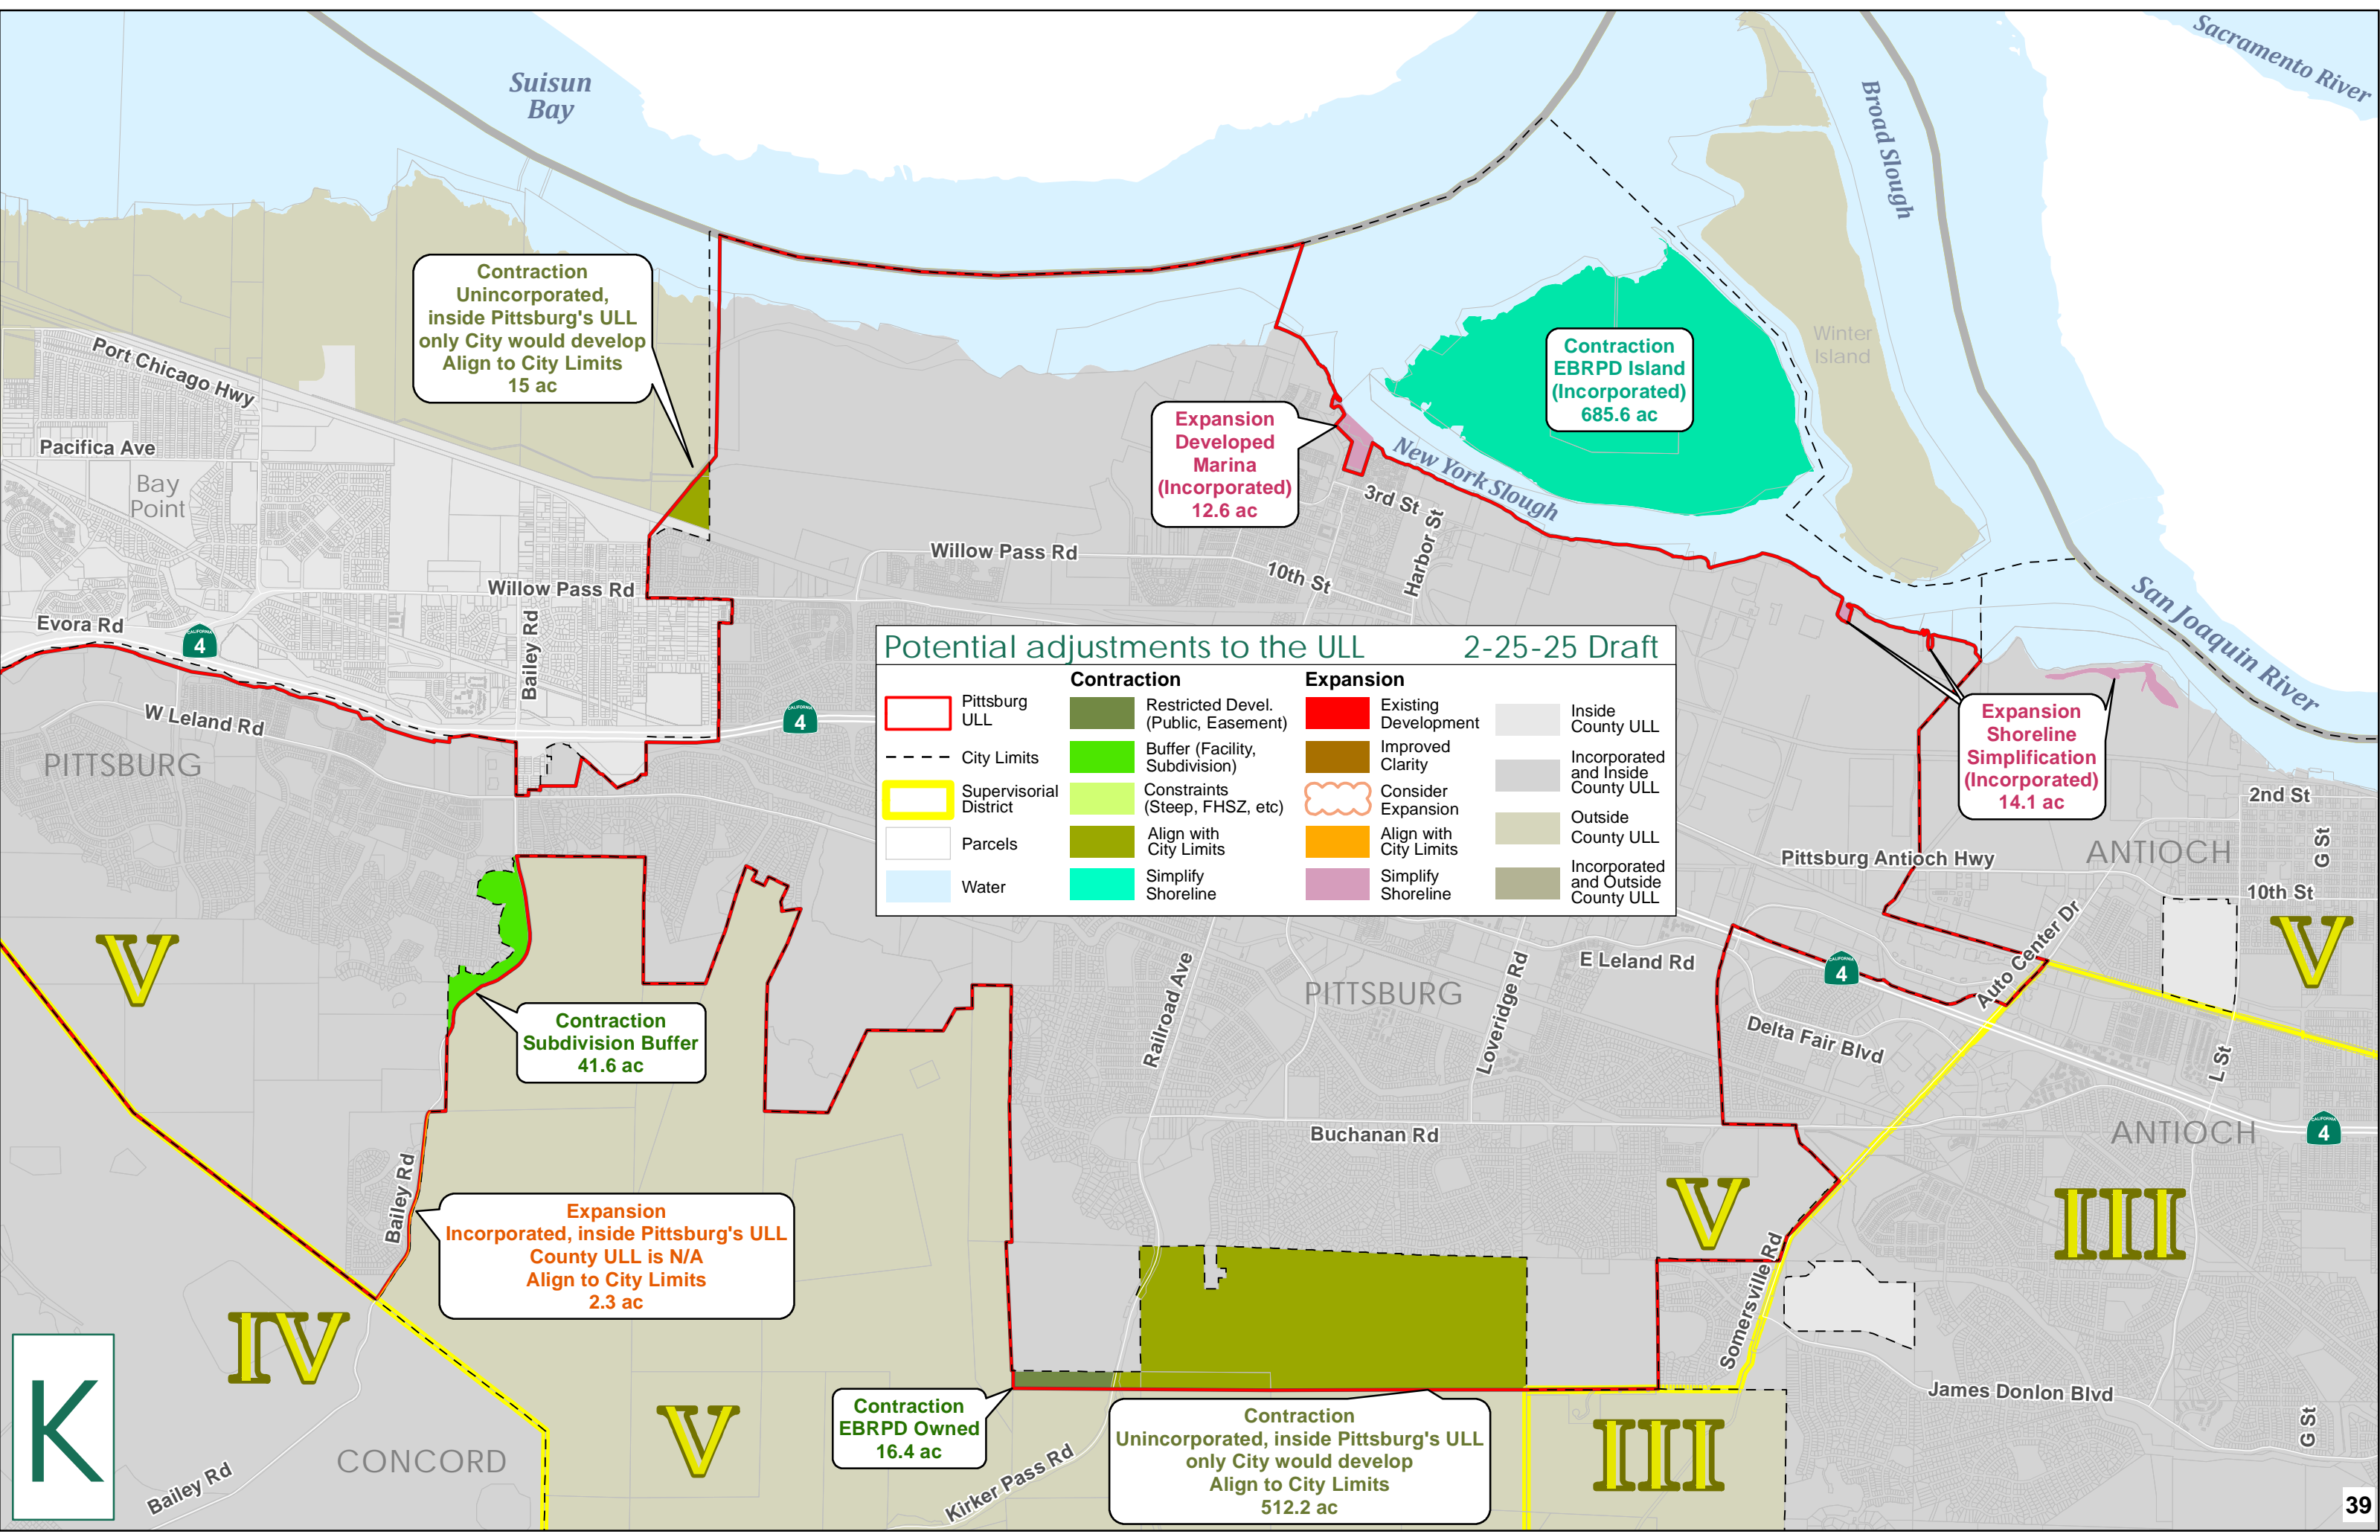 Suisun
Bay
Sacramento River
Broad Slough
Winter
Island
Contraction
Unincorporated,
inside Pittsburg's ULL
only City would develop
Align to City Limits
15 ac
Contraction
EBRPD Island
(Incorporated)
685.6 ac
Port Chicago Hwy
Pacifica Ave
Bay
Point
Expansion
Developed
Marina
(Incorporated)
12.6 ac
New York Slough
3rd St
Harbor St
10th St
Willow Pass Rd
Willow Pass Rd
Evora Rd
CALIFORNIA
4
Bailey Rd
W Leland Rd
PITTSBURG
CALIFORNIA
4
San Joaquin River
Expansion
Shoreline
Simplification
(Incorporated)
14.1 ac
Potential adjustments to the ULL 2-25-25 Draft
Pittsburg
ULL
City Limits
Supervisorial
District
Parcels
Water
Contraction
Restricted Devel.
(Public, Easement)
Buffer (Facility,
Subdivision)
Constraints
(Steep, FHSZ, etc)
Align with
City Limits
Simplify
Shoreline
Expansion
Existing
Development
Improved
Clarity
Consider
Expansion
Align with
City Limits
Simplify
Shoreline
Inside
County ULL
Incorporated
and Inside
County ULL
Outside
County ULL
Incorporated
and Outside
County ULL
2nd St
G St
ANTIOCH
Pittsburg Antioch Hwy
10th St
V
V
Auto Center Dr
E Leland Rd
CALIFORNIA
4
Railroad Ave
PITTSBURG
Loveridge Rd
Delta Fair Blvd
L St
Contraction
Subdivision Buffer
41.6 ac
Buchanan Rd
ANTIOCH
CALIFORNIA
4
Bailey Rd
Expansion
Incorporated, inside Pittsburg's ULL
County ULL is N/A
Align to City Limits
2.3 ac
V
III
Somersville Rd
IV
K
CONCORD
Bailey Rd
V
Contraction
EBRPD Owned
16.4 ac
Kirker Pass Rd
Contraction
Unincorporated, inside Pittsburg's ULL
only City would develop
Align to City Limits
512.2 ac
III
James Donlon Blvd
G St
39